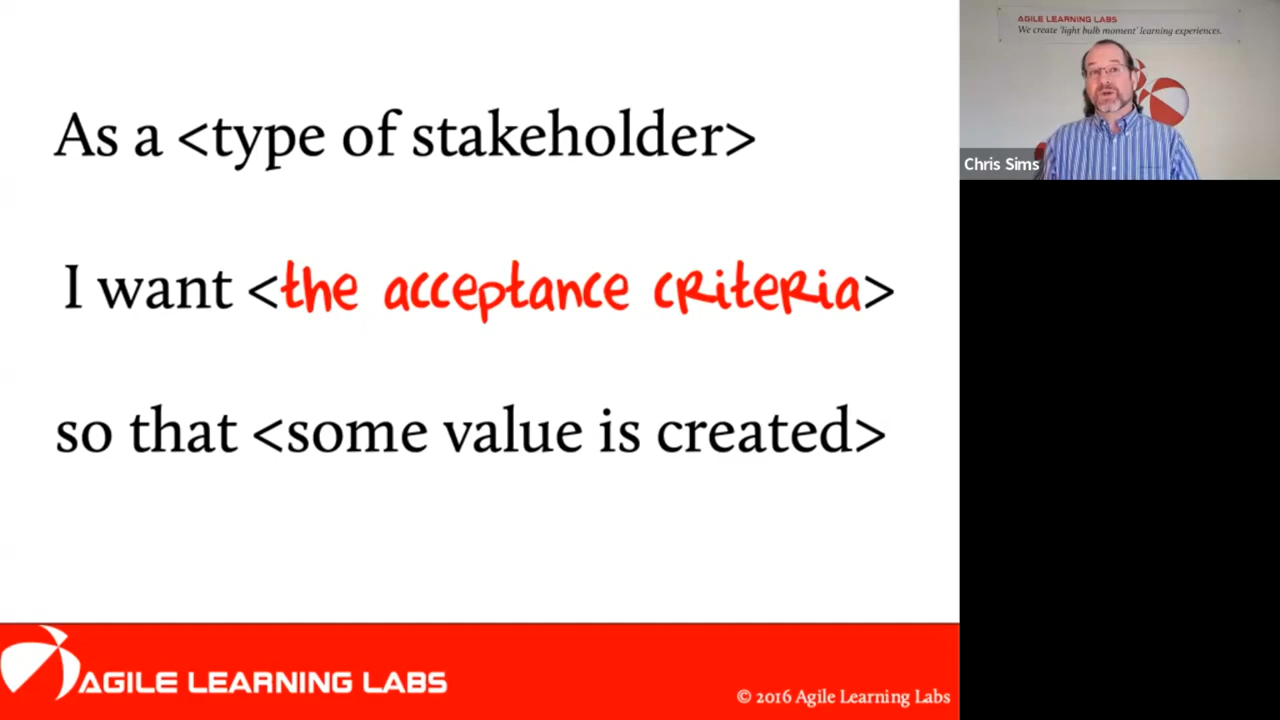 As a <type of stakeholder>
I want <the acceptance criteria>
so that <some value is created>
AGILE LEARNING LABS
© 2016 Agile Learning Labs
AGILE LEARNING LABS
We create 'light bulb moment' learning experiences.
Chris Sims